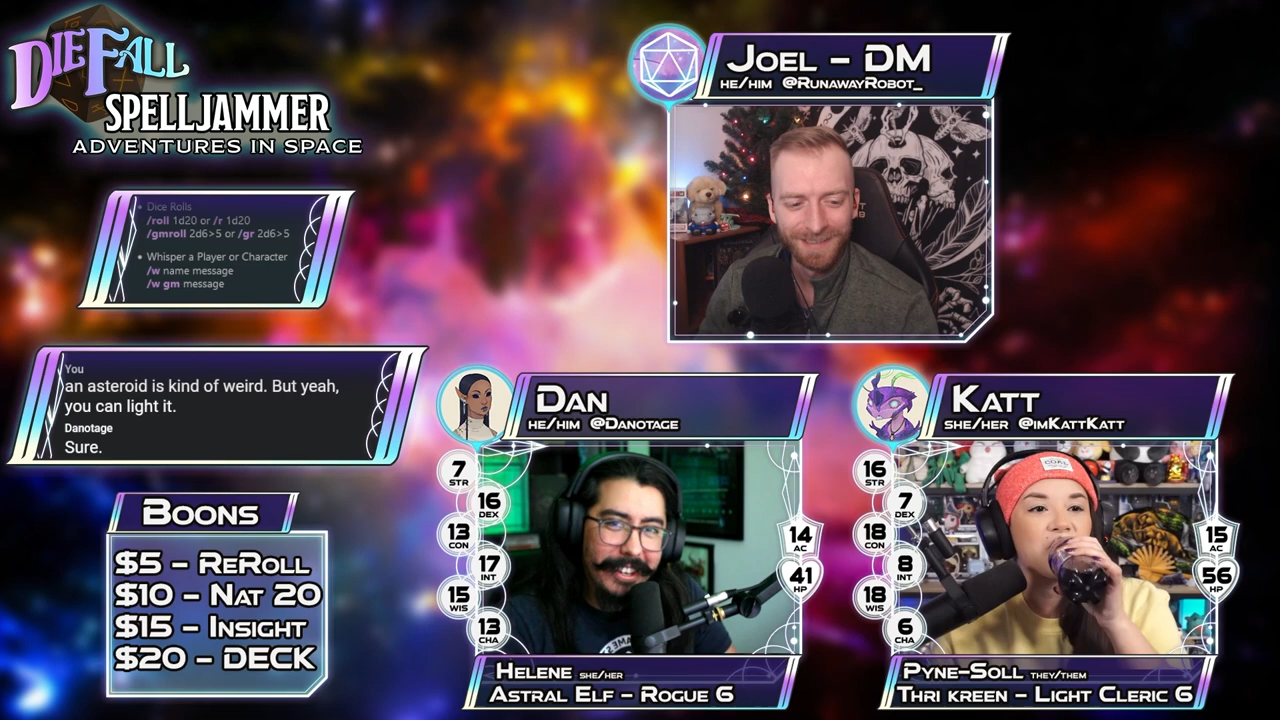 DIEFALL
SPELLJAMMER
ADVENTURES IN SPACE
Dice Rolls
/roll 1d20 or /r 1d20
/gmroll 2d6>5 or /gr 2d6>5
Whisper a Player or Character
/w name message
/w gm message
You
an asteroid is kind of weird. But yeah,
you can light it.
Danotage
Sure.
BOONS
$5 – REROLL
$10 – NAT 20
$15 – INSIGHT
$20 – DECK
JOEL – DM
HE/HIM @RUNAWAYROBOT_
DAN
HE/HIM @DANOTAGE
7
STR
16
DEX
13
CON
17
INT
15
WIS
13
CHA
14
AC
41
HP
HELENE SHE/HER
ASTRAL ELF – ROGUE 6
KATT
SHE/HER @IMKATTKATT
16
STR
7
DEX
18
CON
8
INT
18
WIS
6
CHA
15
AC
56
HP
PYNE-SOLL THEY/THEM
THRI KREEN – LIGHT CLERIC 6
COAL